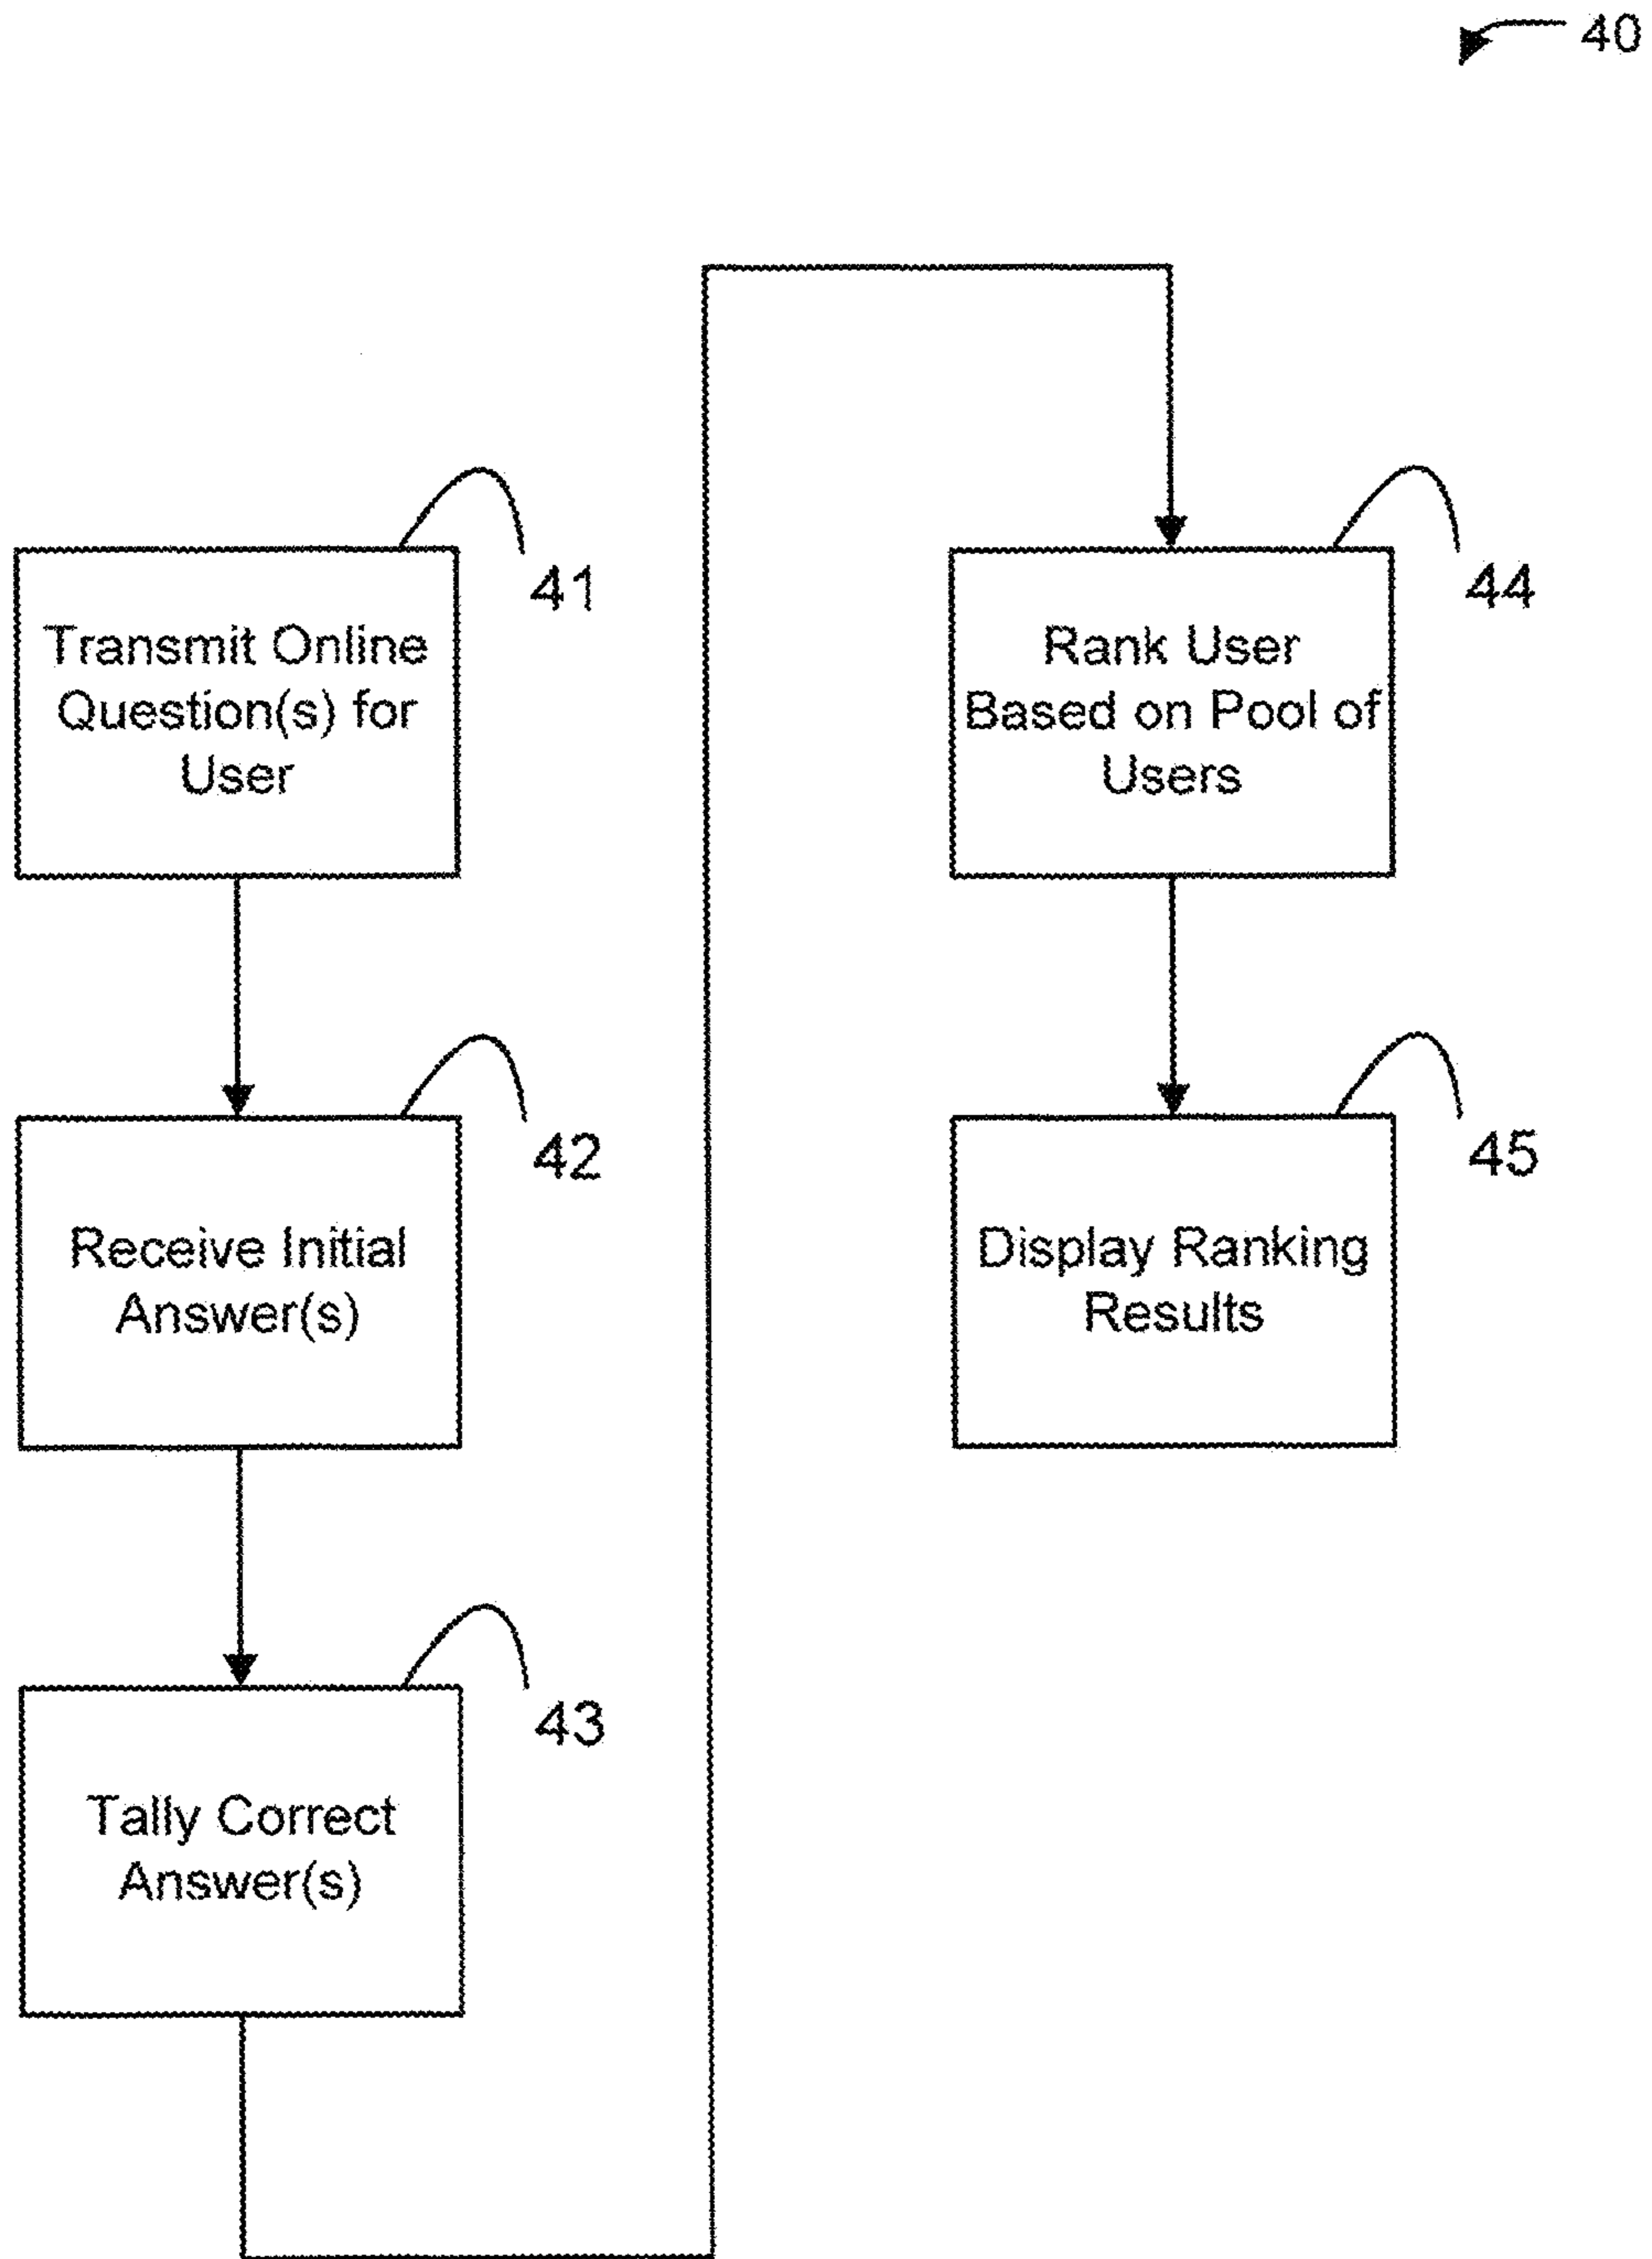 40
41
Transmit Online
Question(s) for
User
42
Receive Initial
Answer(s)
43
Tally Correct
Answer(s)
44
Rank User
Based on Pool of
Users
45
Display Ranking
Results